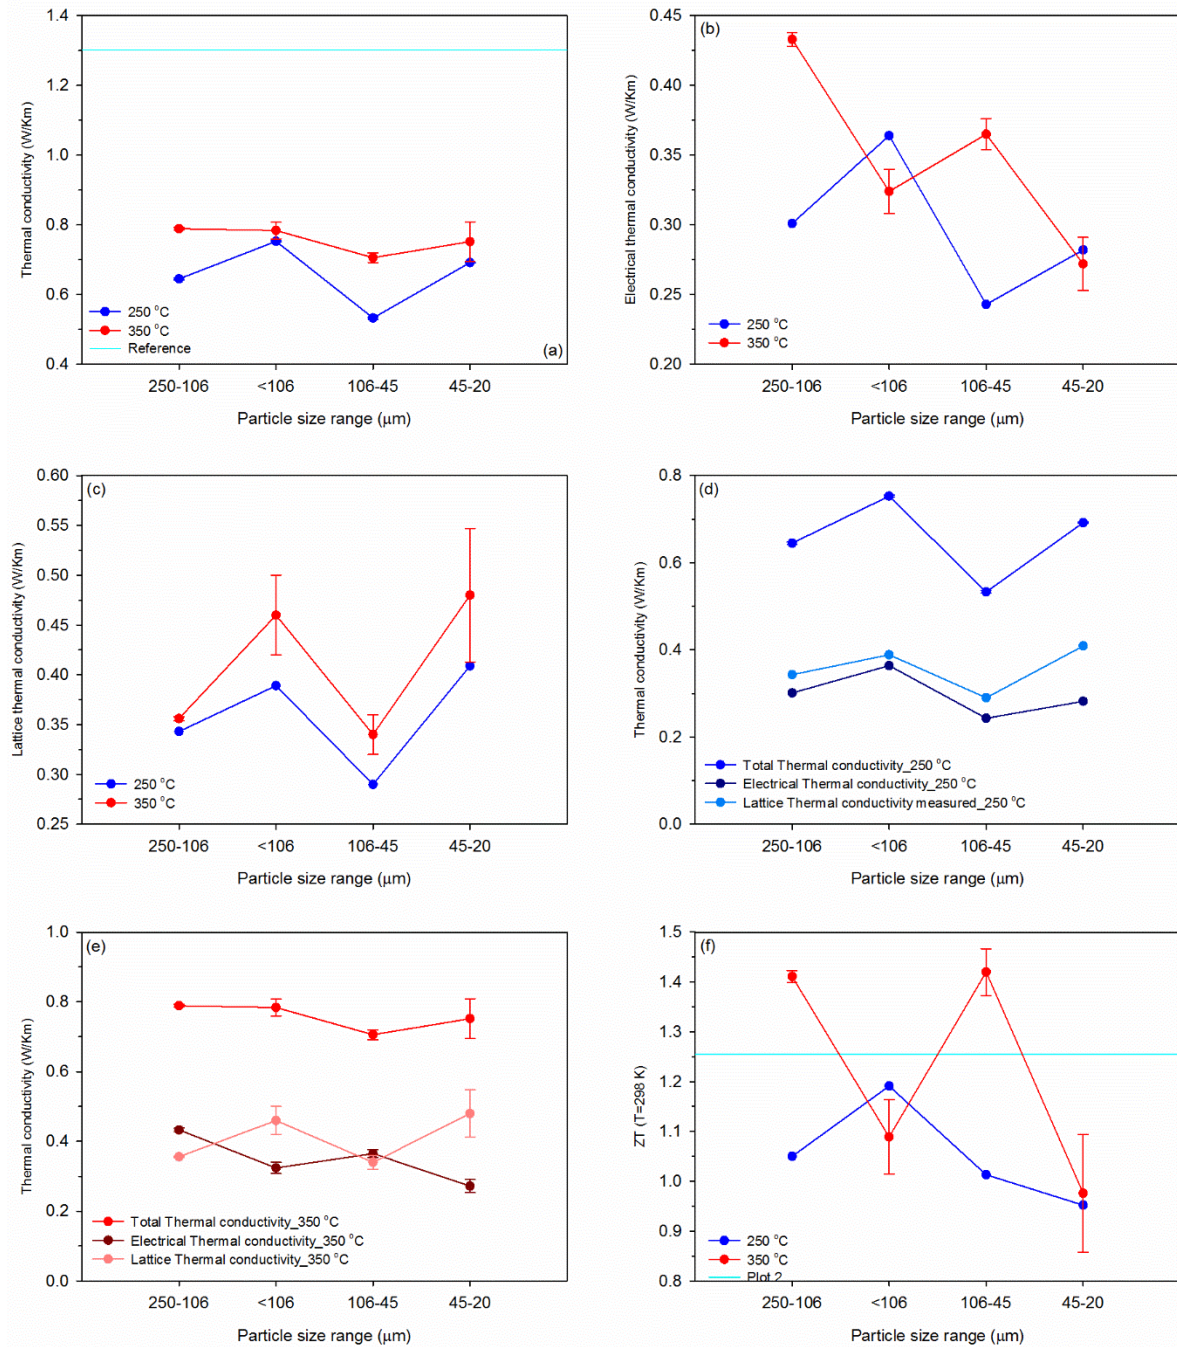 1.4
1.2
1.0
0.8
0.6
0.4
Thermal conductivity (W/Km)
250 °C
350 °C
Reference
(a)
250-106 <106 106-45 45-20
Particle size range (μm)
0.45
0.40
0.35
0.30
0.25
0.20
Electrical thermal conductivity (W/Km)
(b)
250 °C
350 °C
250-106 <106 106-45 45-20
Particle size range (μm)
0.60
0.55
0.50
0.45
0.40
0.35
0.30
0.25
Lattice thermal conductivity (W/Km)
(c)
250 °C
350 °C
250-106 <106 106-45 45-20
Particle size range (μm)
0.8
0.6
0.4
0.2
0.0
Thermal conductivity (W/Km)
(d)
Total Thermal conductivity_250 °C
Electrical Thermal conductivity_250 °C
Lattice Thermal conductivity measured_250 °C
250-106 <106 106-45 45-20
Particle size range (μm)
1.0
0.8
0.6
0.4
0.2
0.0
Thermal conductivity (W/Km)
(e)
Total Thermal conductivity_350 °C
Electrical Thermal conductivity_350 °C
Lattice Thermal conductivity_350 °C
250-106 <106 106-45 45-20
Particle size range (μm)
1.5
1.4
1.3
1.2
1.1
1.0
0.9
0.8
ZT (T=298 K)
(f)
250 °C
350 °C
Plot 2
250-106 <106 106-45 45-20
Particle size range (μm)